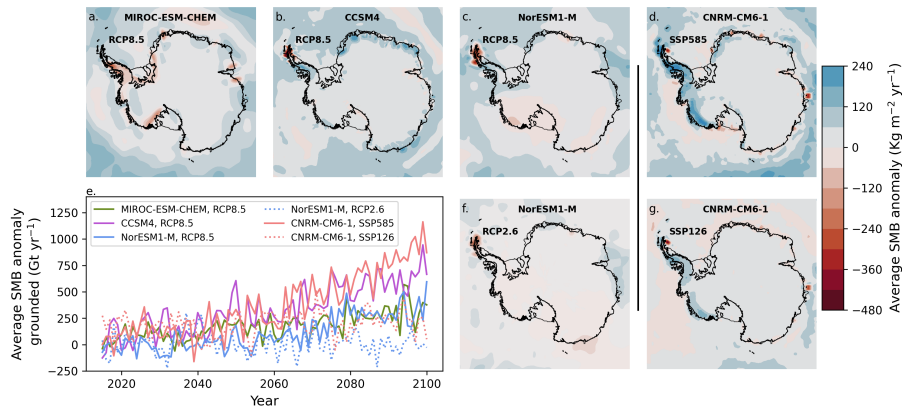 a.
MIROC-ESM-CHEM
RCP8.5
b.
CCSM4
RCP8.5
c.
NorESM1-M
RCP8.5
d.
CNRM-CM6-1
SSP585
240
120
0
−120
−240
−360
−480
Average SMB anomaly (Kg m⁻² yr⁻¹)
e.
Average SMB anomaly
grounded (Gt yr⁻¹)
1250
1000
750
500
250
0
−250
MIROC-ESM-CHEM, RCP8.5
CCSM4, RCP8.5
NorESM1-M, RCP8.5
NorESM1-M, RCP2.6
CNRM-CM6-1, SSP585
CNRM-CM6-1, SSP126
2020
2040
2060
2080
2100
Year
f.
NorESM1-M
RCP2.6
g.
CNRM-CM6-1
SSP126